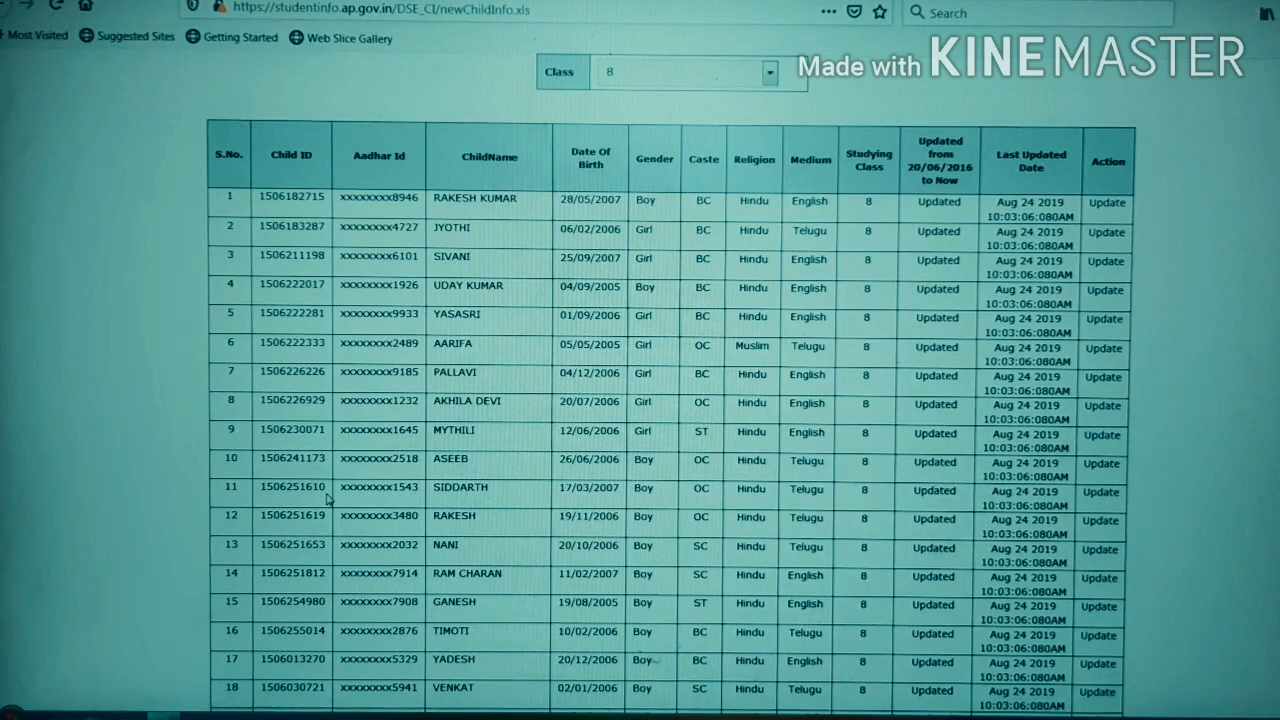 https://studentinfo.ap.gov.in/DSE_CI/newChildInfo.xls
Search
Most Visited Suggested Sites Getting Started Web Slice Gallery
Made with KINEMASTER
Class 8
S.No. Child ID Aadhar Id ChildName Date Of Birth Gender Caste Religion Medium Studying Class Updated from 20/06/2016 to Now Last Updated Date Action
1 1506182715 xxxxxxxx8946 RAKESH KUMAR 28/05/2007 Boy BC Hindu English 8 Updated Aug 24 2019 10:03:06:080AM Update
2 1506183287 xxxxxxxx4727 JYOTHI 06/02/2006 Girl BC Hindu Telugu 8 Updated Aug 24 2019 10:03:06:080AM Update
3 1506211198 xxxxxxxx6101 SIVANI 25/09/2007 Girl BC Hindu English 8 Updated Aug 24 2019 10:03:06:080AM Update
4 1506222017 xxxxxxxx1926 UDAY KUMAR 04/09/2005 Boy BC Hindu English 8 Updated Aug 24 2019 10:03:06:080AM Update
5 1506222281 xxxxxxxx9933 YASASRI 01/09/2006 Girl BC Hindu English 8 Updated Aug 24 2019 10:03:06:080AM Update
6 1506222333 xxxxxxxx2489 AARIFA 05/05/2005 Girl OC Muslim Telugu 8 Updated Aug 24 2019 10:03:06:080AM Update
7 1506226226 xxxxxxxx9185 PALLAVI 04/12/2006 Girl BC Hindu English 8 Updated Aug 24 2019 10:03:06:080AM Update
8 1506226929 xxxxxxxx1232 AKHILA DEVI 20/07/2006 Girl OC Hindu English 8 Updated Aug 24 2019 10:03:06:080AM Update
9 1506230071 xxxxxxxx1645 MYTHILI 12/06/2006 Girl ST Hindu English 8 Updated Aug 24 2019 10:03:06:080AM Update
10 1506241173 xxxxxxxx2518 ASEEB 26/06/2006 Boy OC Hindu Telugu 8 Updated Aug 24 2019 10:03:06:080AM Update
11 1506251610 xxxxxxxx1543 SIDDARTH 17/03/2007 Boy OC Hindu Telugu 8 Updated Aug 24 2019 10:03:06:080AM Update
12 1506251619 xxxxxxxx3480 RAKESH 19/11/2006 Boy OC Hindu Telugu 8 Updated Aug 24 2019 10:03:06:080AM Update
13 1506251653 xxxxxxxx2032 NANI 20/10/2006 Boy SC Hindu Telugu 8 Updated Aug 24 2019 10:03:06:080AM Update
14 1506251812 xxxxxxxx7914 RAM CHARAN 11/02/2007 Boy SC Hindu English 8 Updated Aug 24 2019 10:03:06:080AM Update
15 1506254980 xxxxxxxx7908 GANESH 19/08/2005 Boy ST Hindu English 8 Updated Aug 24 2019 10:03:06:080AM Update
16 1506255014 xxxxxxxx2876 TIMOTI 10/02/2006 Boy BC Hindu Telugu 8 Updated Aug 24 2019 10:03:06:080AM Update
17 1506013270 xxxxxxxx5329 YADESH 20/12/2006 Boy BC Hindu English 8 Updated Aug 24 2019 10:03:06:080AM Update
18 1506030721 xxxxxxxx5941 VENKAT 02/01/2006 Boy SC Hindu Telugu 8 Updated Aug 24 2019 10:03:06:080AM Update